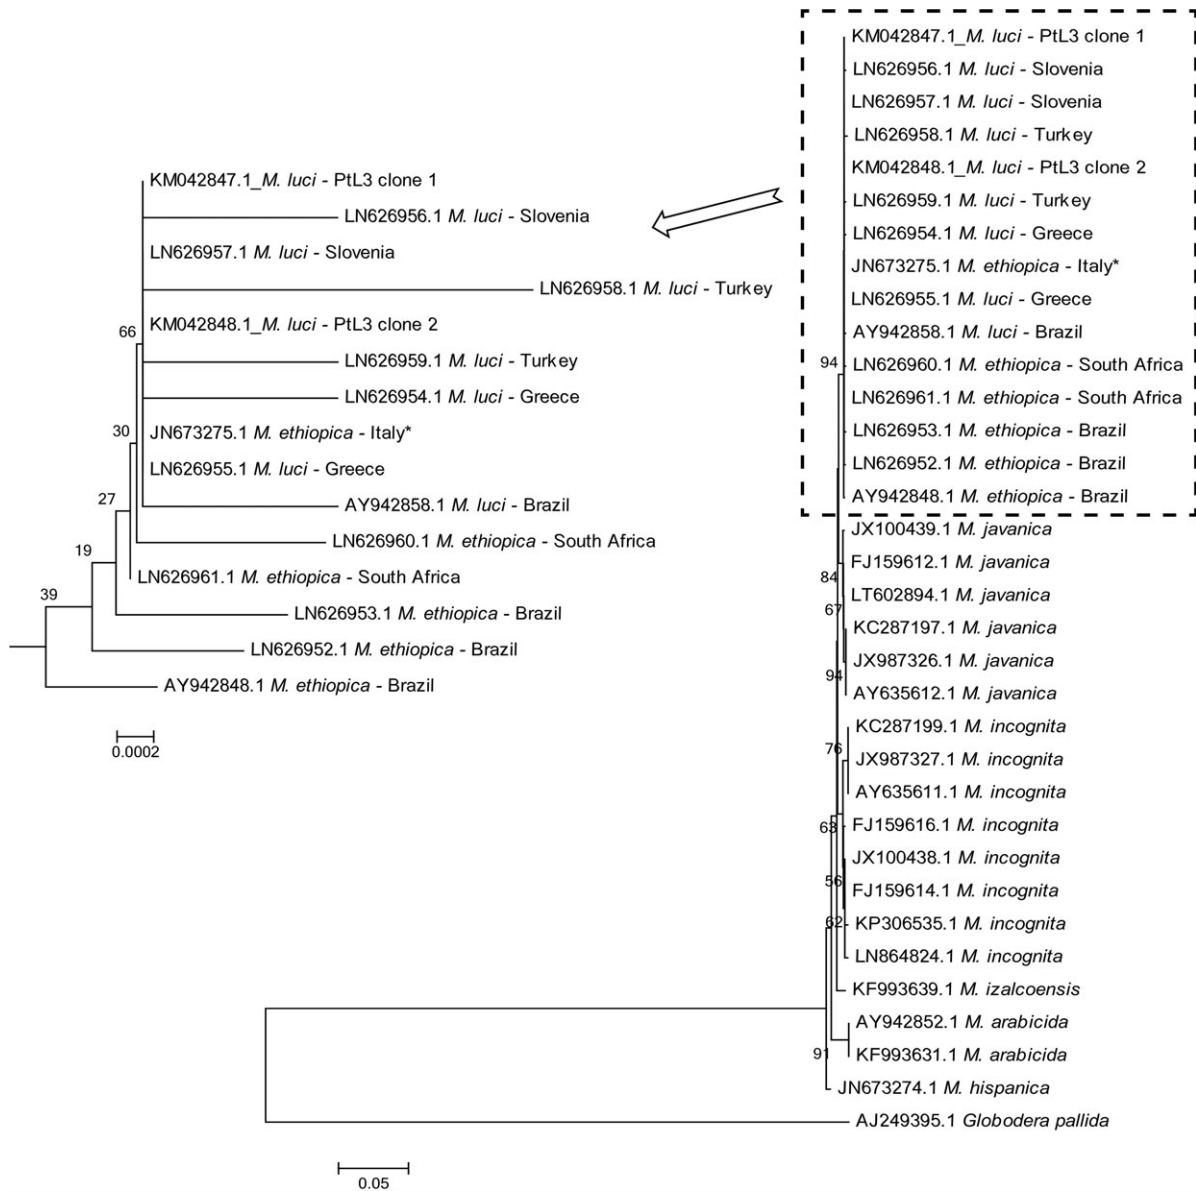 KM042847.1_M. luci - PtL3 clone 1
LN626956.1 M. luci - Slovenia
LN626957.1 M. luci - Slovenia
LN626958.1 M. luci - Turkey
66
KM042848.1_M. luci - PtL3 clone 2
LN626959.1 M. luci - Turkey
LN626954.1 M. luci - Greece
30
JN673275.1 M. ethiopica - Italy*
LN626955.1 M. luci - Greece
27
AY942858.1 M. luci - Brazil
LN626960.1 M. ethiopica - South Africa
19
LN626961.1 M. ethiopica - South Africa
39
LN626953.1 M. ethiopica - Brazil
LN626952.1 M. ethiopica - Brazil
AY942848.1 M. ethiopica - Brazil
0.0002
KM042847.1_M. luci - PtL3 clone 1
LN626956.1 M. luci - Slovenia
LN626957.1 M. luci - Slovenia
LN626958.1 M. luci - Turkey
KM042848.1_M. luci - PtL3 clone 2
LN626959.1 M. luci - Turkey
LN626954.1 M. luci - Greece
JN673275.1 M. ethiopica - Italy*
LN626955.1 M. luci - Greece
AY942858.1 M. luci - Brazil
94
LN626960.1 M. ethiopica - South Africa
LN626961.1 M. ethiopica - South Africa
LN626953.1 M. ethiopica - Brazil
LN626952.1 M. ethiopica - Brazil
AY942848.1 M. ethiopica - Brazil
JX100439.1 M. javanica
FJ159612.1 M. javanica
84
LT602894.1 M. javanica
67
KC287197.1 M. javanica
JX987326.1 M. javanica
94
AY635612.1 M. javanica
KC287199.1 M. incognita
76
JX987327.1 M. incognita
AY635611.1 M. incognita
63
FJ159616.1 M. incognita
JX100438.1 M. incognita
56
FJ159614.1 M. incognita
62
KP306535.1 M. incognita
LN864824.1 M. incognita
KF993639.1 M. izalcoensis
AY942852.1 M. arabicida
91
KF993631.1 M. arabicida
JN673274.1 M. hispanica
AJ249395.1 Globodera pallida
0.05